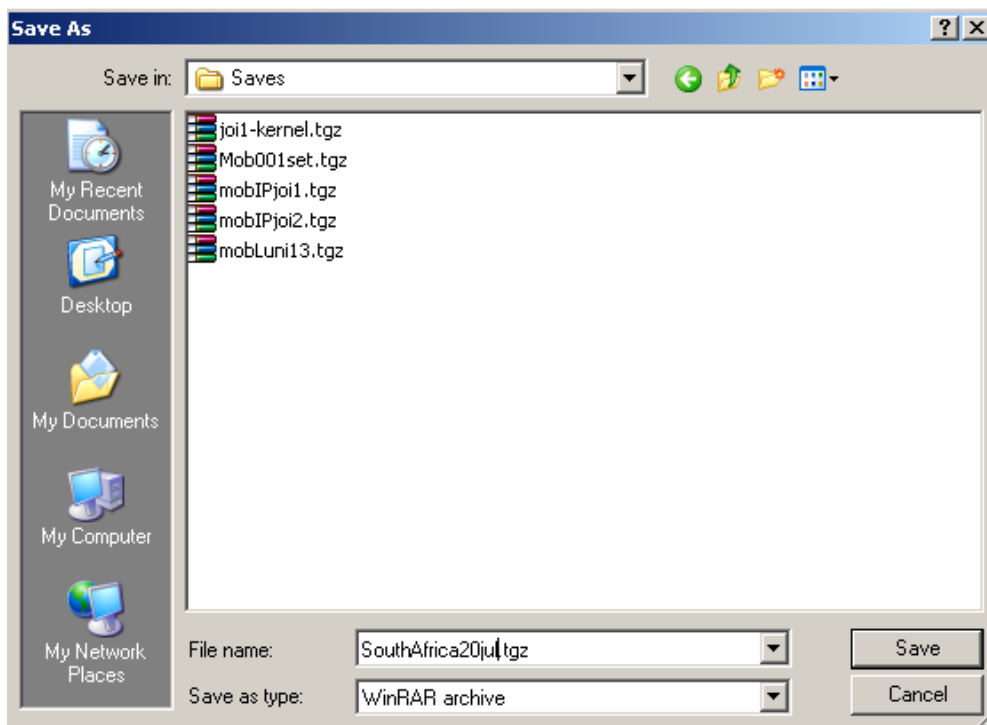 Save As
Save in: Saves
joi1-kernel.tgz
Mob001set.tgz
mobIPjoi1.tgz
mobIPjoi2.tgz
mobLuni13.tgz
My Recent
Documents
Desktop
My Documents
My Computer
My Network
Places
File name: SouthAfrica20jul.tgz Save
Save as type: WinRAR archive Cancel